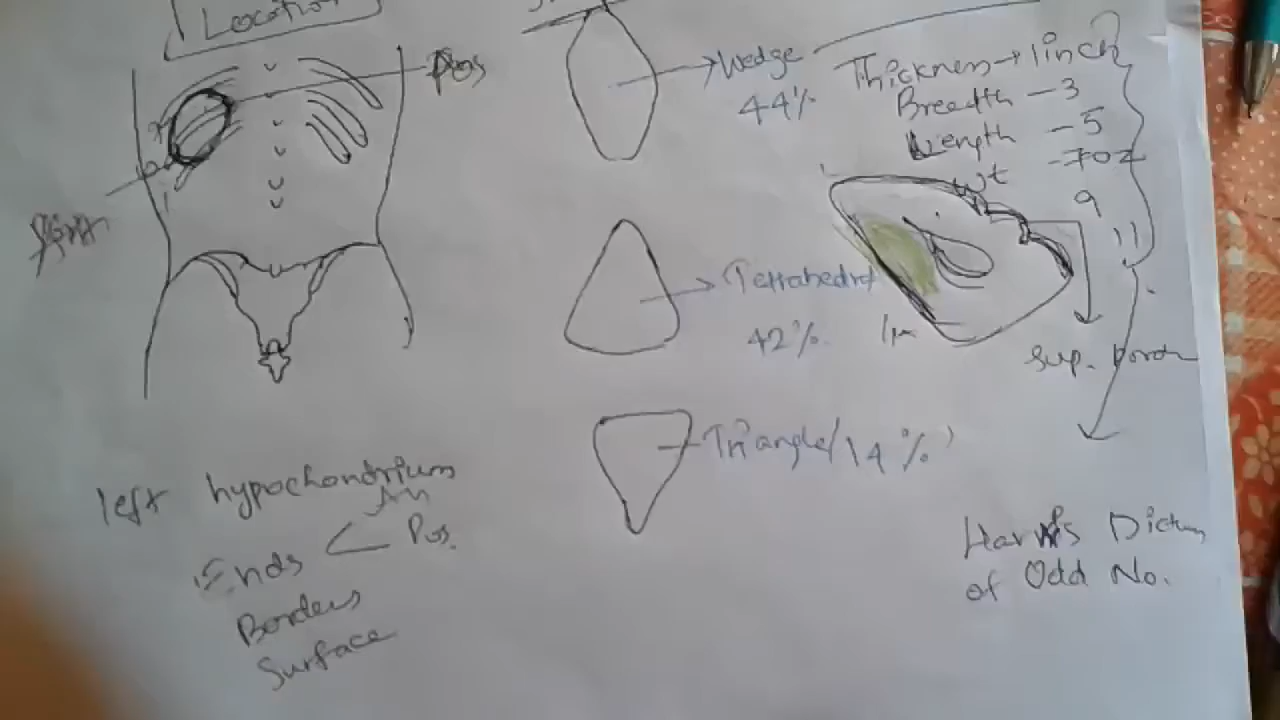 Location
Pos
Wedge
44%
Thickness → 1 inch
Breadth - 3
Length - 5
wt - 7 oz
9
11
Tetrahedral
42%
Sup. border
Triangle (14%)
left hypochondrium
An
Ends < Pos.
Borders
Surface
Harris Dictum
of Odd No.